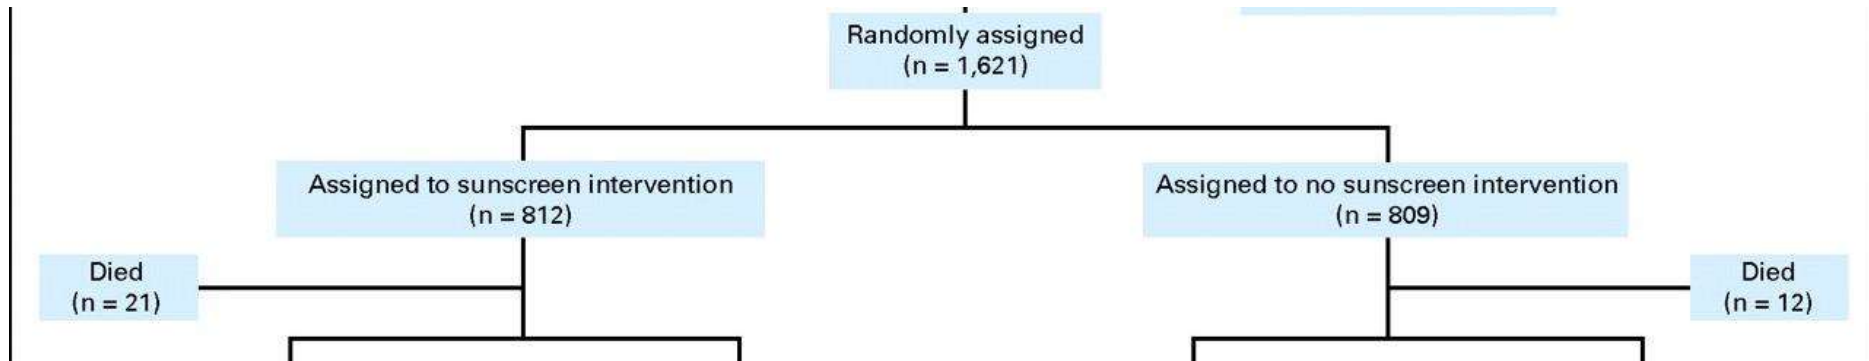 Randomly assigned
(n = 1,621)
Assigned to sunscreen intervention
(n = 812)
Assigned to no sunscreen intervention
(n = 809)
Died
(n = 21)
Died
(n = 12)